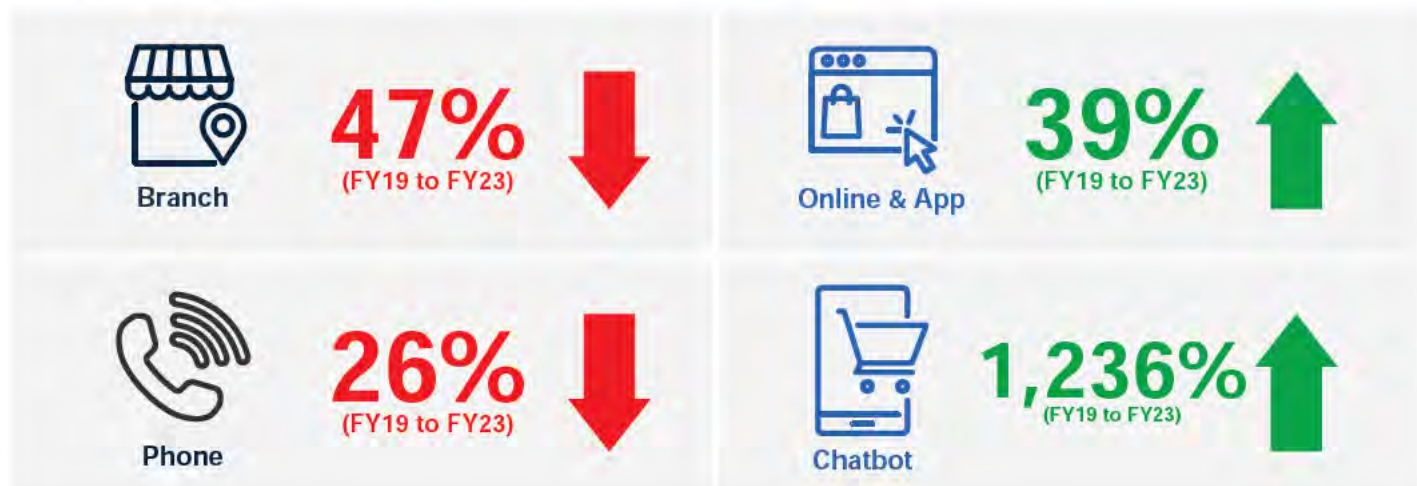 47%
(FY19 to FY23)
Branch
39%
(FY19 to FY23)
Online & App
26%
(FY19 to FY23)
Phone
1,236%
(FY19 to FY23)
Chatbot